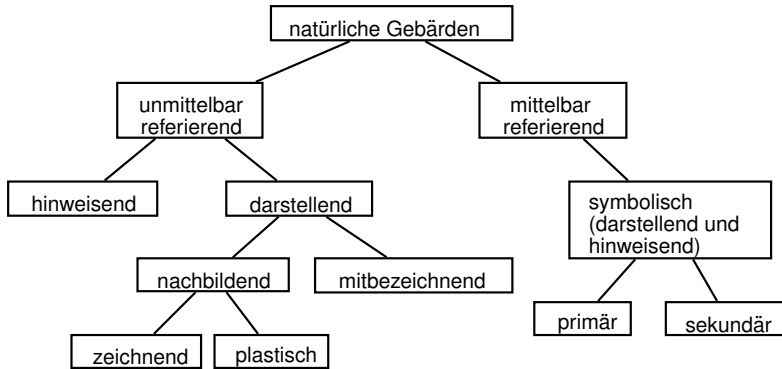 natürliche Gebärden
unmittelbar
referierend
mittelbar
referierend
hinweisend
darstellend
symbolisch
(darstellend und
hinweisend)
nachbildend
mitbezeichnend
primär
sekundär
zeichnend
plastisch